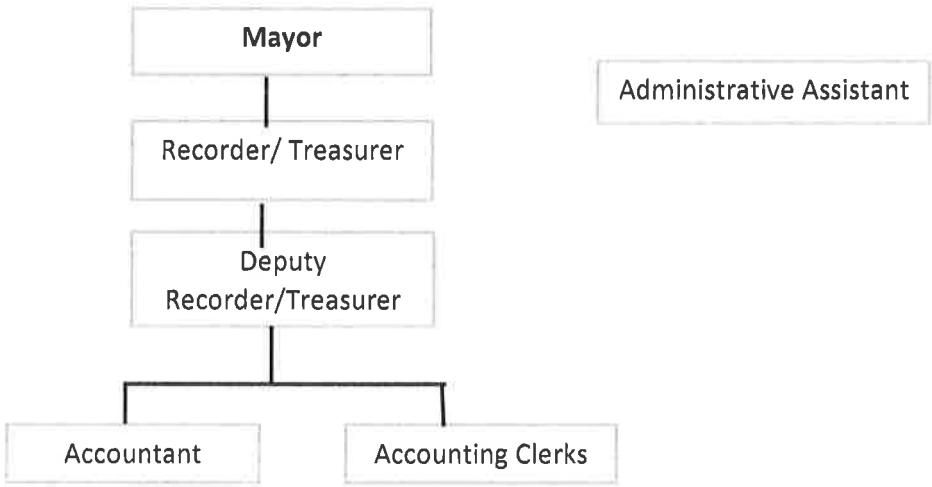 Mayor
Administrative Assistant
Recorder/ Treasurer
Deputy
Recorder/Treasurer
Accountant
Accounting Clerks